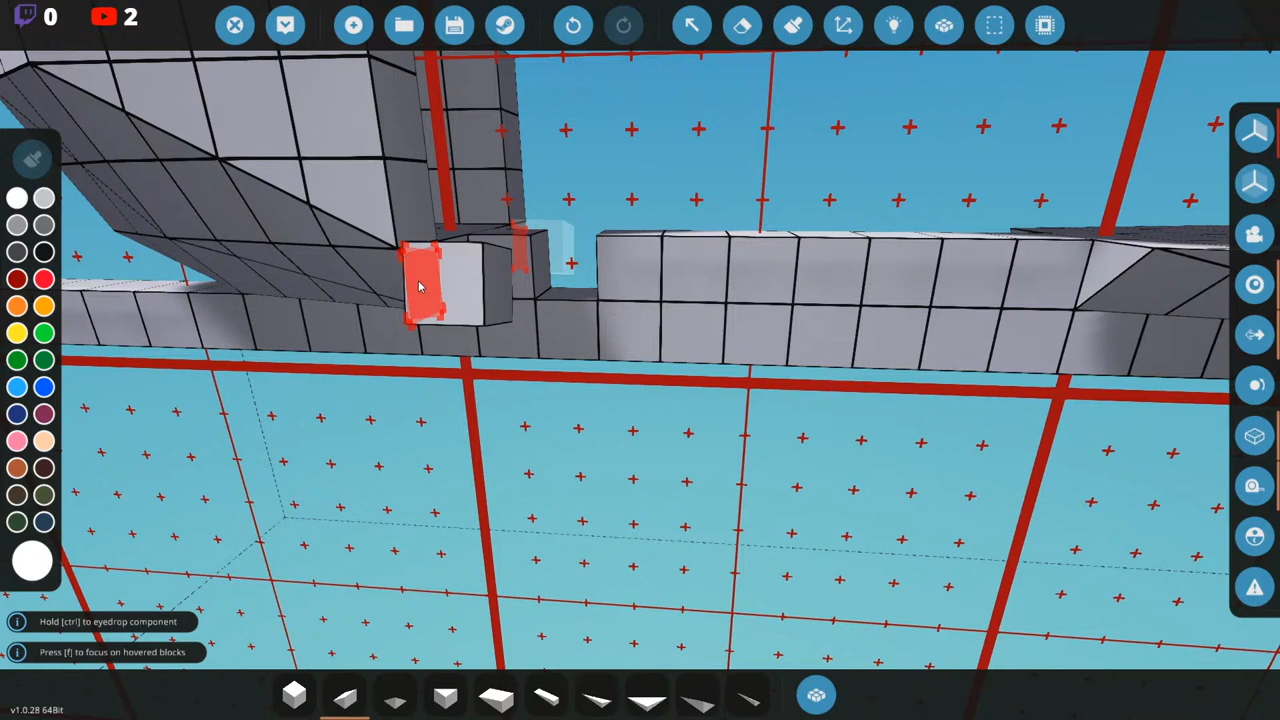 0 2
Hold [ctrl] to eyedrop component
Press [f] to focus on hovered blocks
v1.0.28 64Bit